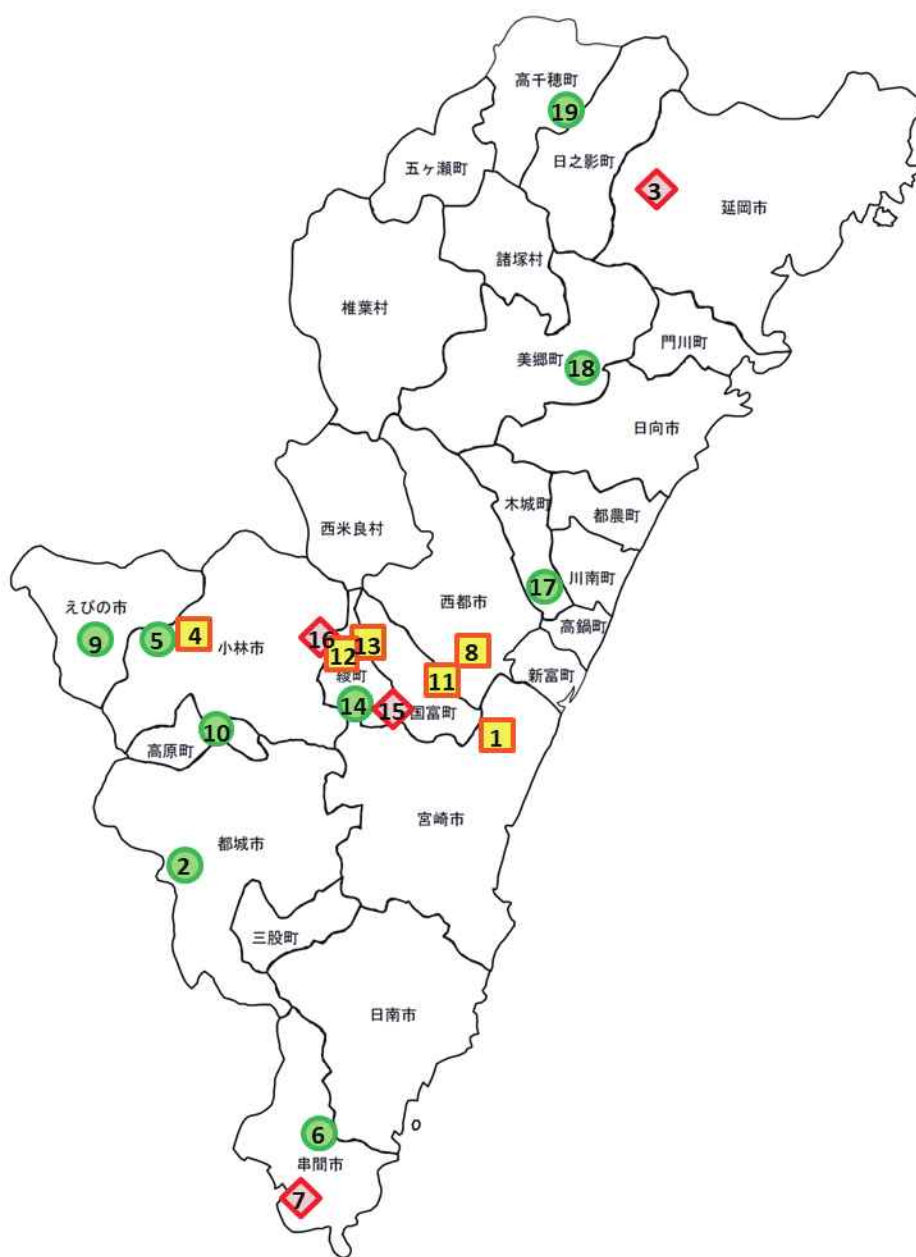 高千穂町
19
五ヶ瀬町
日之影町
3
延岡市
諸塚村
椎葉村
門川町
美郷町
18
日向市
木城町
都農町
西米良村
川南町
17
西都市
えびの市
高鍋町
9
5
4
小林市
16
13
12
8
新富町
綾町
11
14
15
国富町
10
1
高原町
宮崎市
都城市
2
三股町
日南市
6
串間市
7